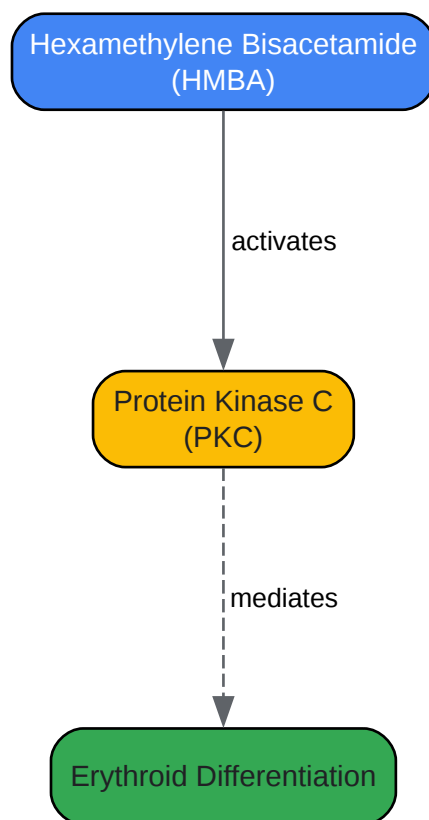 Hexamethylene Bisacetamide
(HMBA)
activates
Protein Kinase C
(PKC)
mediates
Erythroid Differentiation